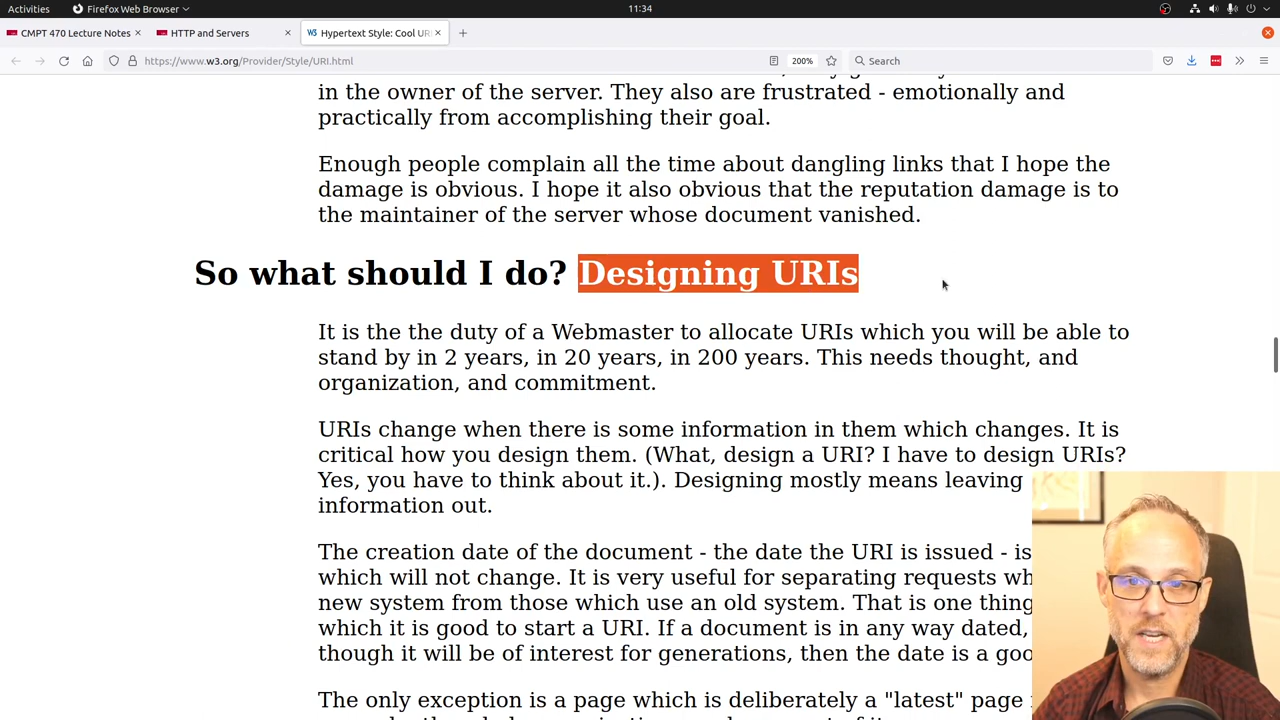 Activities
Firefox Web Browser
11:34
CMPT 470 Lecture Notes
HTTP and Servers
W3
Hypertext Style: Cool UR
https://www.w3.org/Provider/Style/URI.html
200%
Search
in the owner of the server. They also are frustrated - emotionally and
practically from accomplishing their goal.
Enough people complain all the time about dangling links that I hope the
damage is obvious. I hope it also obvious that the reputation damage is to
the maintainer of the server whose document vanished.
So what should I do? Designing URIs
It is the the duty of a Webmaster to allocate URIs which you will be able to
stand by in 2 years, in 20 years, in 200 years. This needs thought, and
organization, and commitment.
URIs change when there is some information in them which changes. It is
critical how you design them. (What, design a URI? I have to design URIs?
Yes, you have to think about it.). Designing mostly means leaving
information out.
The creation date of the document - the date the URI is issued - is
which will not change. It is very useful for separating requests wh
new system from those which use an old system. That is one thing
which it is good to start a URI. If a document is in any way dated,
though it will be of interest for generations, then the date is a goo
The only exception is a page which is deliberately a "latest" page